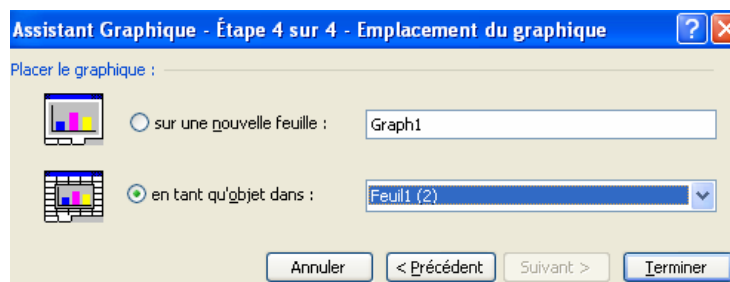 Assistant Graphique - Étape 4 sur 4 - Emplacement du graphique
Placer le graphique :
sur une nouvelle feuille :
Graph1
en tant qu'objet dans :
Feuil1 (2)
Annuler
< Précédent
Suivant >
Terminer